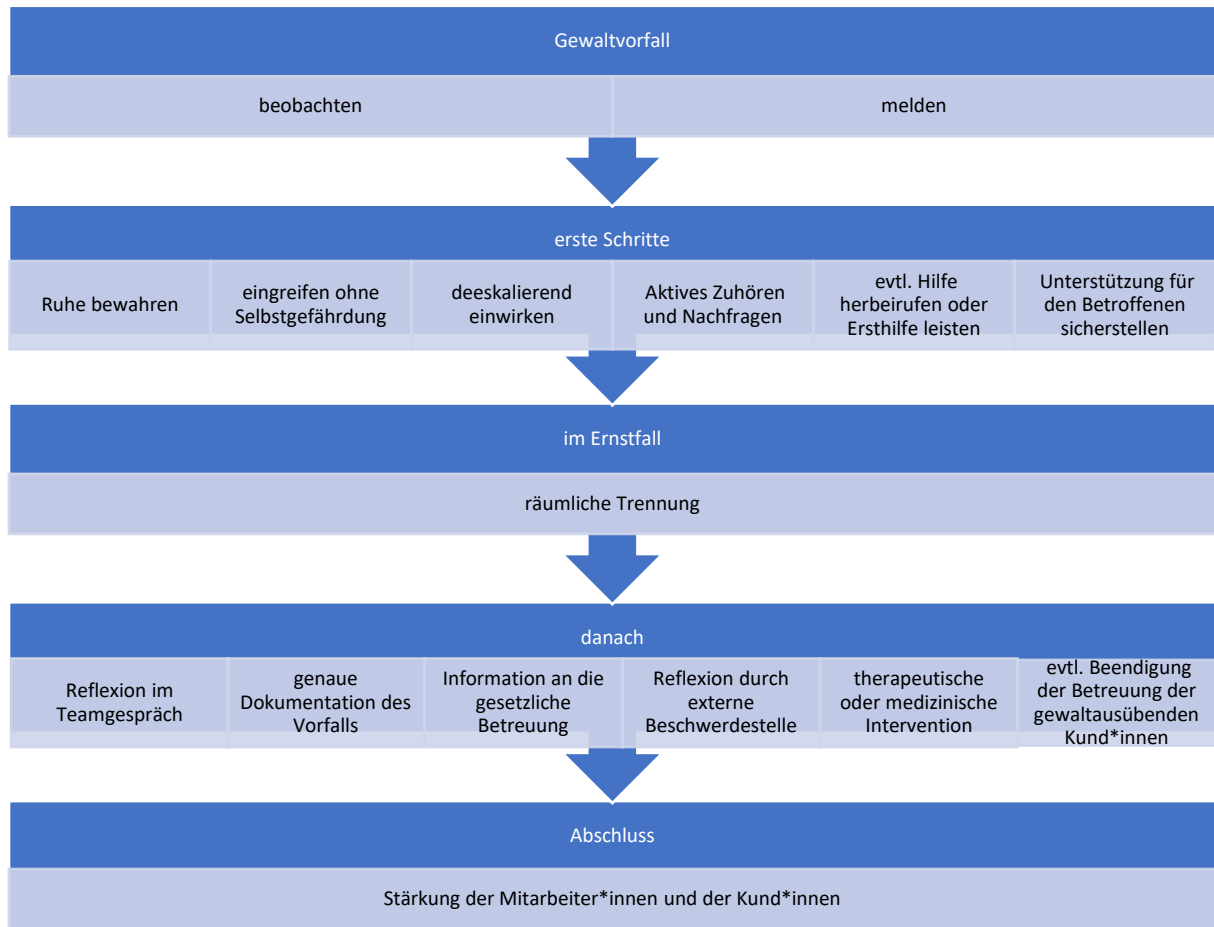 Gewaltvorfall
beobachten
melden
erste Schritte
Ruhe bewahren
eingreifen ohne
Selbstgefährdung
deeskalierend
einwirken
Aktives Zuhören
und Nachfragen
evtl. Hilfe
herbeirufen oder
Ersthilfe leisten
Unterstützung für
den Betroffenen
sicherstellen
im Ernstfall
räumliche Trennung
danach
Reflexion im
Teamgespräch
genaue
Dokumentation des
Vorfalls
Information an die
gesetzliche
Betreuung
Reflexion durch
externe
Beschwerdestelle
therapeutische
oder medizinische
Intervention
evtl. Beendigung
der Betreuung der
gewaltausübenden
Kund*innen
Abschluss
Stärkung der Mitarbeiter*innen und der Kund*innen